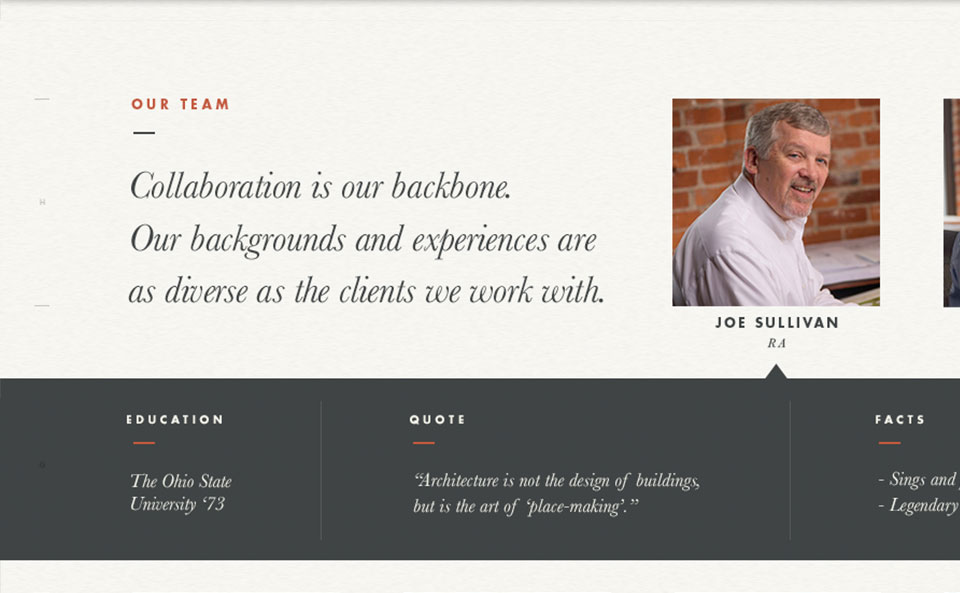 OUR TEAM
Collaboration is our backbone.
Our backgrounds and experiences are
as diverse as the clients we work with.
JOE SULLIVAN
RA
EDUCATION
The Ohio State
University ‘73
QUOTE
“Architecture is not the design of buildings,
but is the art of ‘place-making’.”
FACTS
- Sings and
- Legendary